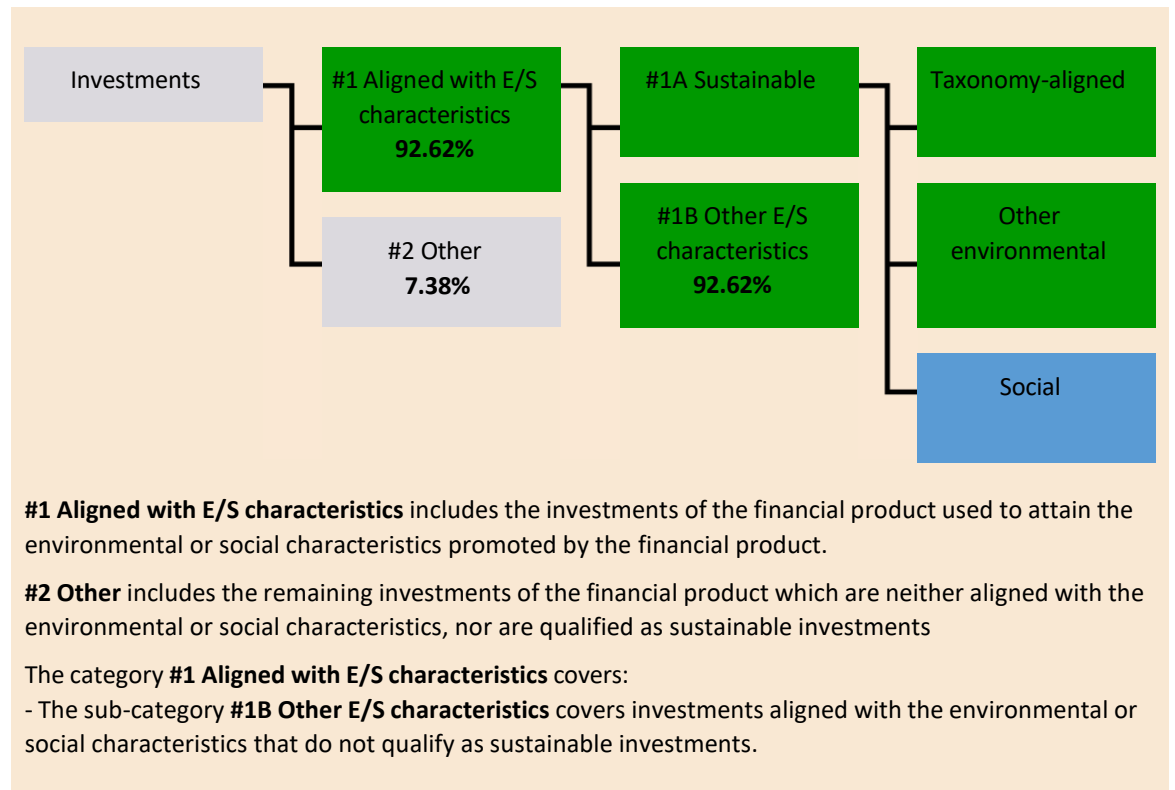 Investments
#1 Aligned with E/S
characteristics
92.62%
#2 Other
7.38%
#1A Sustainable
#1B Other E/S
characteristics
92.62%
Taxonomy-aligned
Other
environmental
Social
#1 Aligned with E/S characteristics includes the investments of the financial product used to attain the
environmental or social characteristics promoted by the financial product.
#2 Other includes the remaining investments of the financial product which are neither aligned with the
environmental or social characteristics, nor are qualified as sustainable investments
The category #1 Aligned with E/S characteristics covers:
- The sub-category #1B Other E/S characteristics covers investments aligned with the environmental or
social characteristics that do not qualify as sustainable investments.